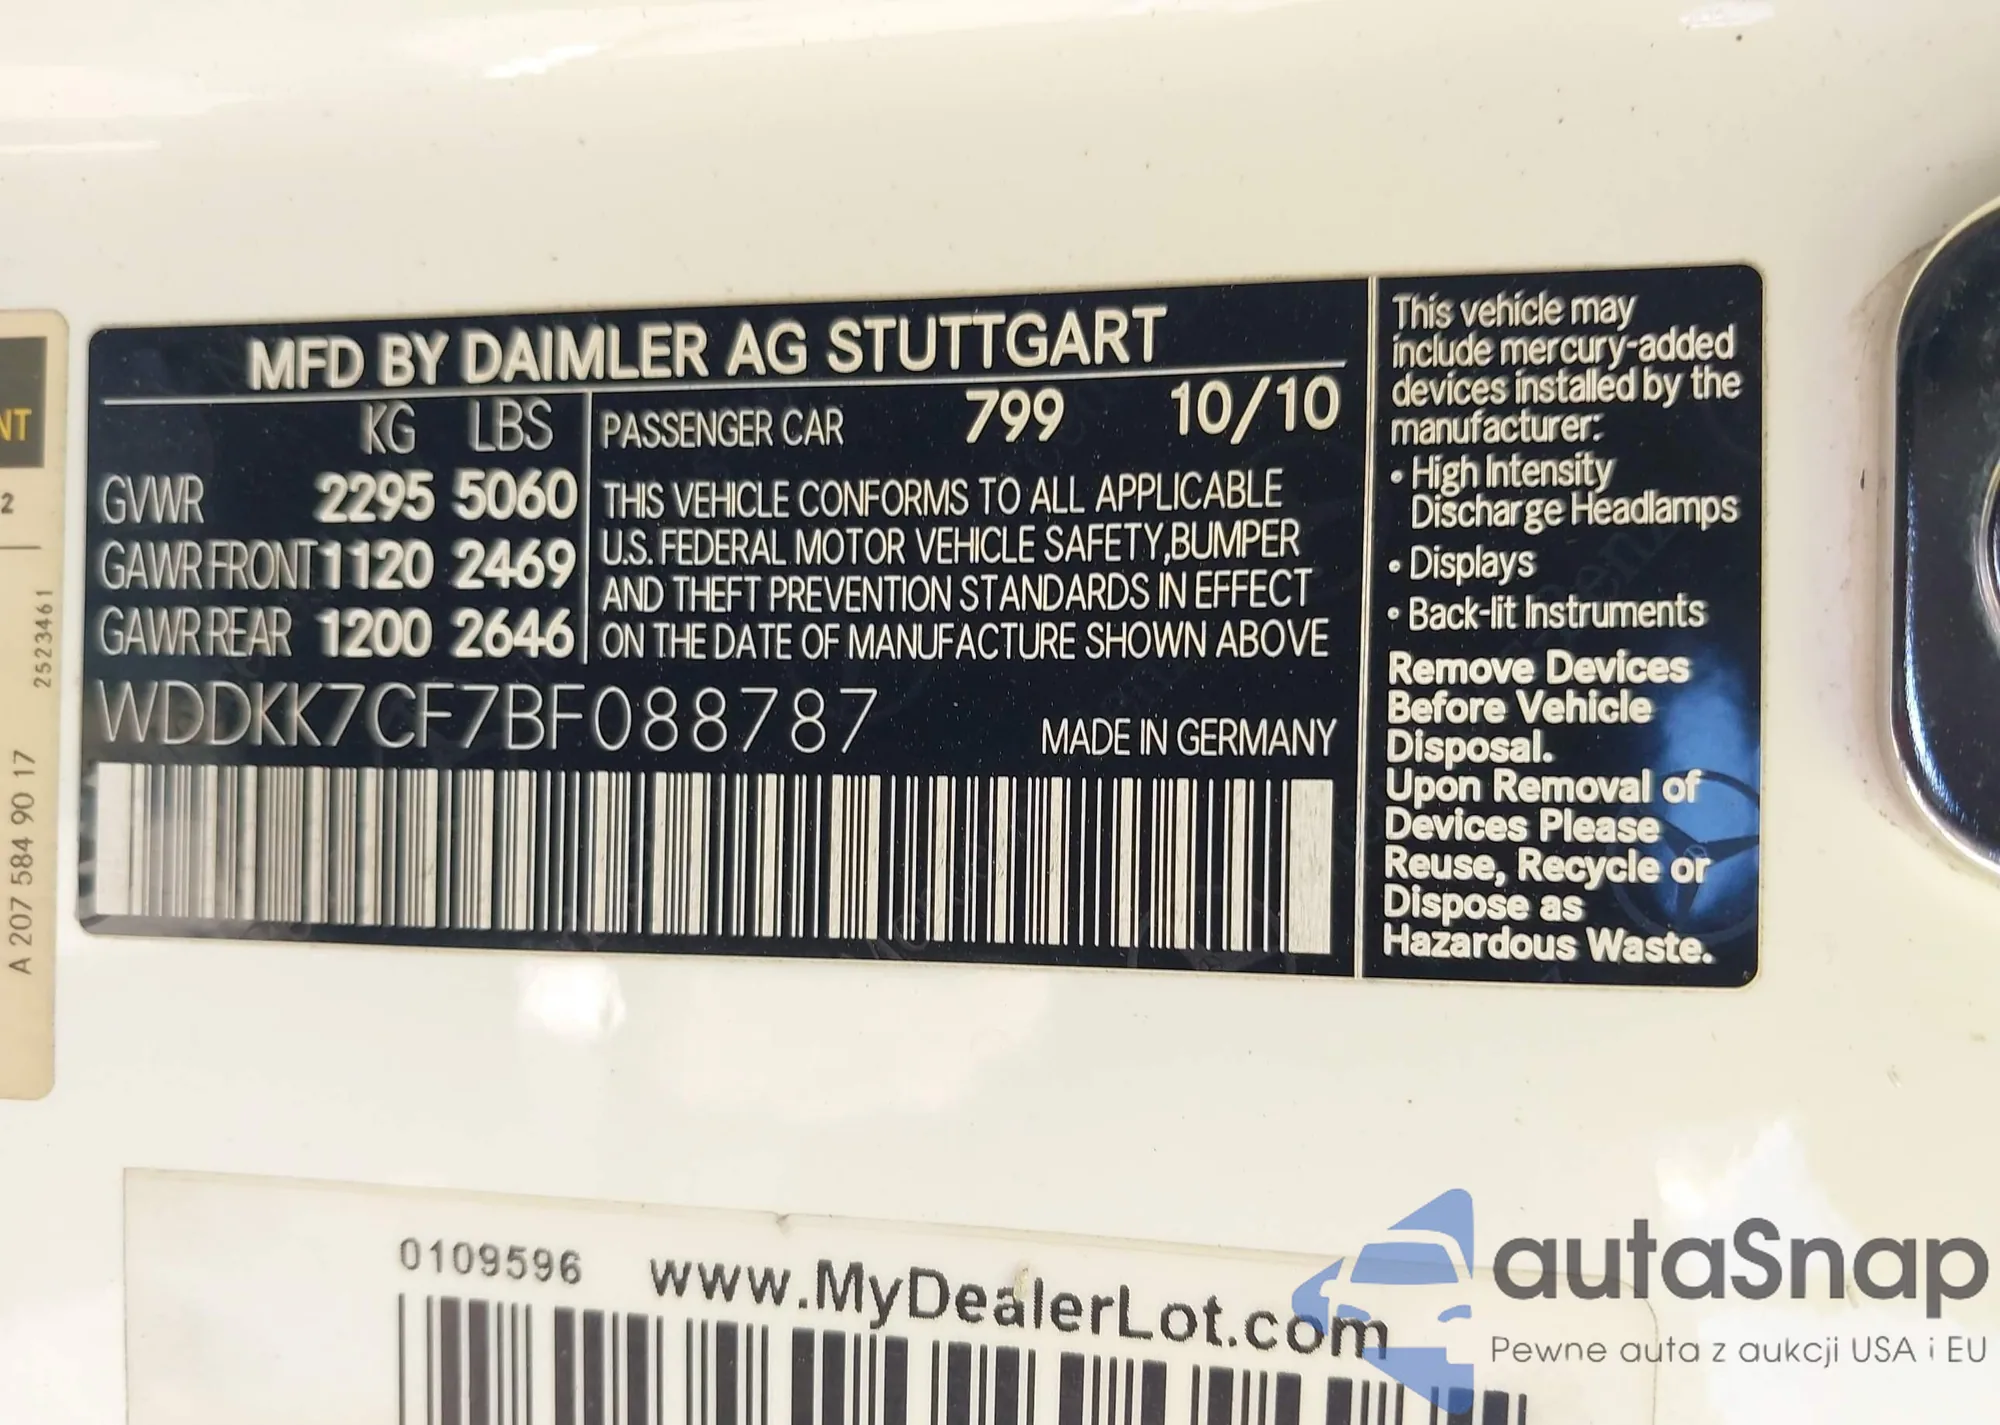 MFD BY DAIMLER AG STUTTGART
KG LBS
GVWR 2295 5060
GAWR FRONT 1120 2469
GAWR REAR 1200 2646
PASSENGER CAR 799 10/10
THIS VEHICLE CONFORMS TO ALL APPLICABLE
U.S. FEDERAL MOTOR VEHICLE SAFETY,BUMPER
AND THEFT PREVENTION STANDARDS IN EFFECT
ON THE DATE OF MANUFACTURE SHOWN ABOVE
WDDKK7CF7BF088787
MADE IN GERMANY
This vehicle may
include mercury-added
devices installed by the
manufacturer:
• High Intensity
Discharge Headlamps
• Displays
• Back-lit Instruments
Remove Devices
Before Vehicle
Disposal.
Upon Removal of
Devices Please
Reuse, Recycle or
Dispose as
Hazardous Waste.
NT
2
2523461
A 207 584 90 17
0109596
www.MyDealerLot.com
autaSnap
Pewne auta z aukcji USA i EU